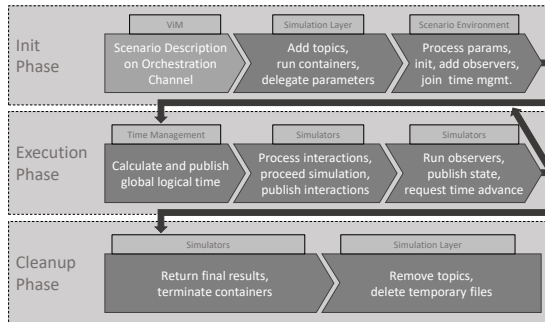 Init
Phase
ViM
Simulation Layer
Scenario Environment
Scenario Description
on Orchestration
Channel
Add topics,
run containers,
delegate parameters
Process params,
init, add observers,
join time mgmt.
Execution
Phase
Time Management
Simulators
Simulators
Calculate and publish
global logical time
Process interactions,
proceed simulation,
publish interactions
Run observers,
publish state,
request time advance
Cleanup
Phase
Simulators
Simulation Layer
Return final results,
terminate containers
Remove topics,
delete temporary files